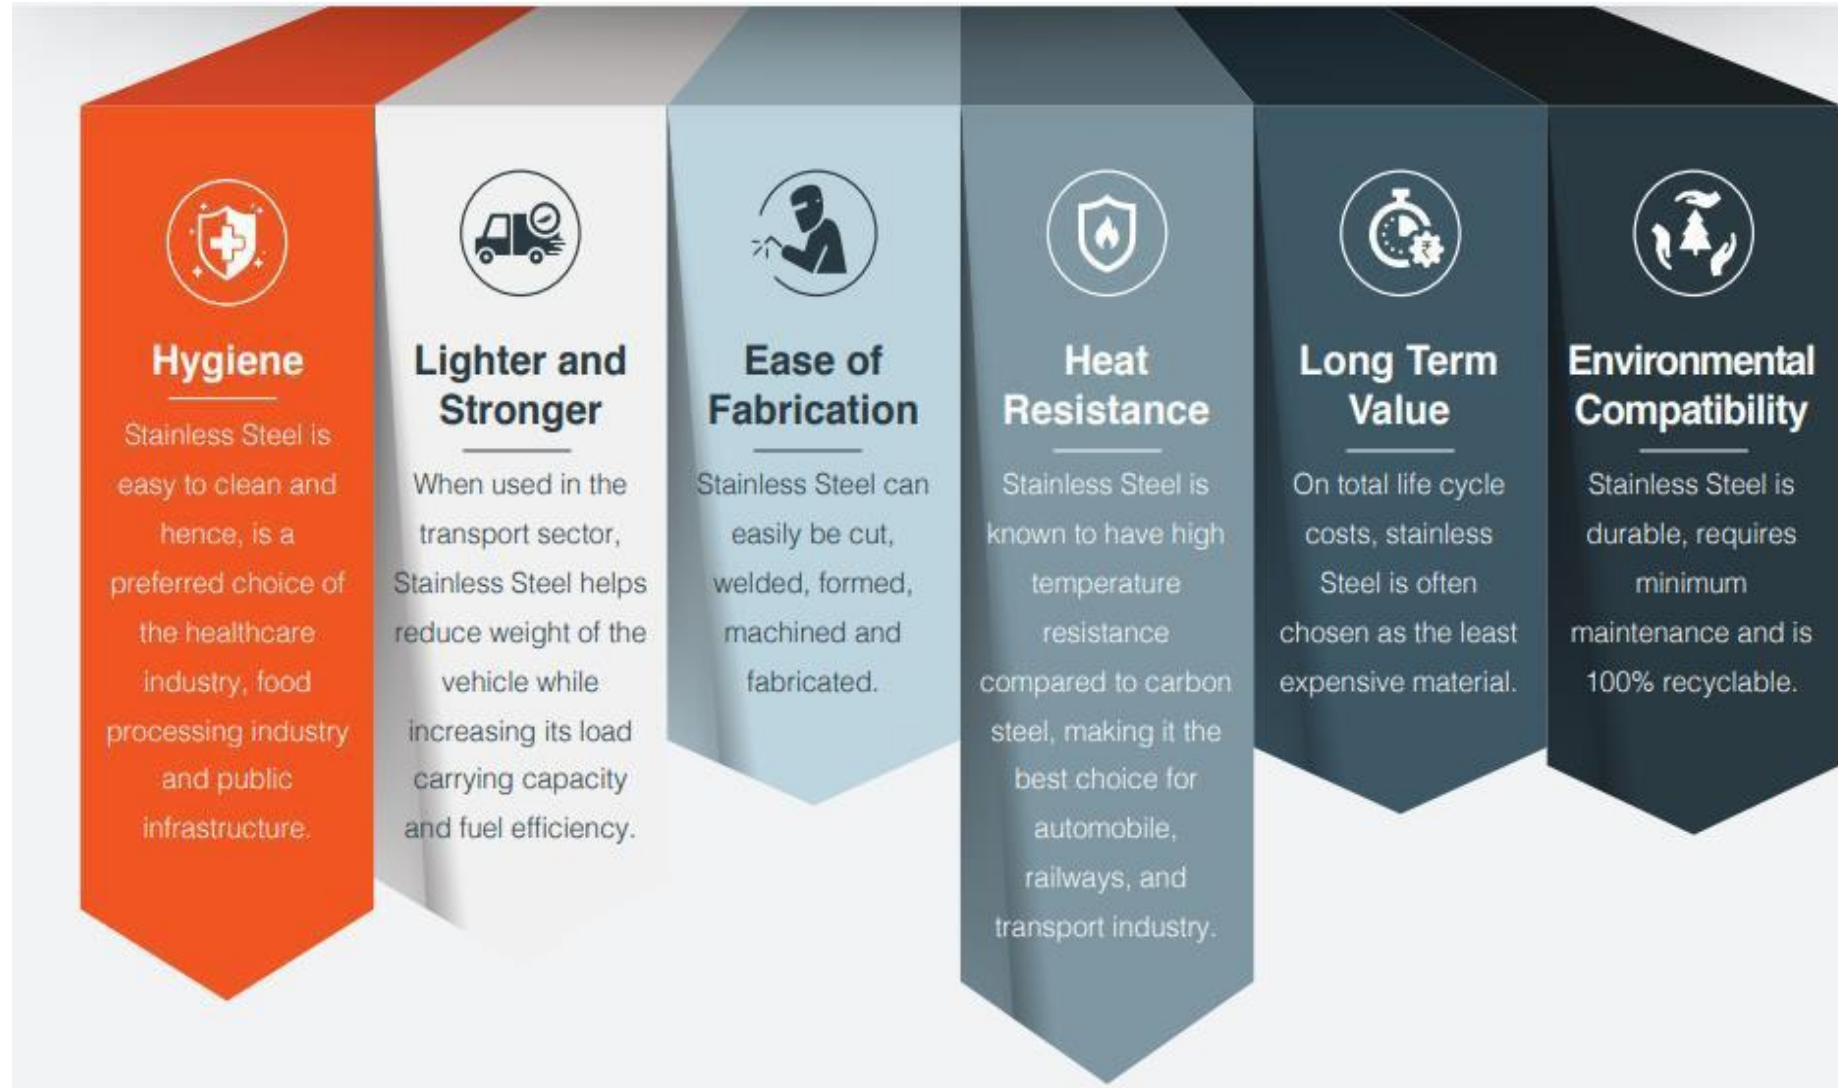 Hygiene
Stainless Steel is
easy to clean and
hence, is a
preferred choice of
the healthcare
industry, food
processing industry
and public
infrastructure.
Lighter and
Stronger
When used in the
transport sector,
Stainless Steel helps
reduce weight of the
vehicle while
increasing its load
carrying capacity
and fuel efficiency.
Ease of
Fabrication
Stainless Steel can
easily be cut,
welded, formed,
machined and
fabricated.
Heat
Resistance
Stainless Steel is
known to have high
temperature
resistance
compared to carbon
steel, making it the
best choice for
automobile,
railways, and
transport industry.
₹
Long Term
Value
On total life cycle
costs, stainless
Steel is often
chosen as the least
expensive material.
Environmental
Compatibility
Stainless Steel is
durable, requires
minimum
maintenance and is
100% recyclable.